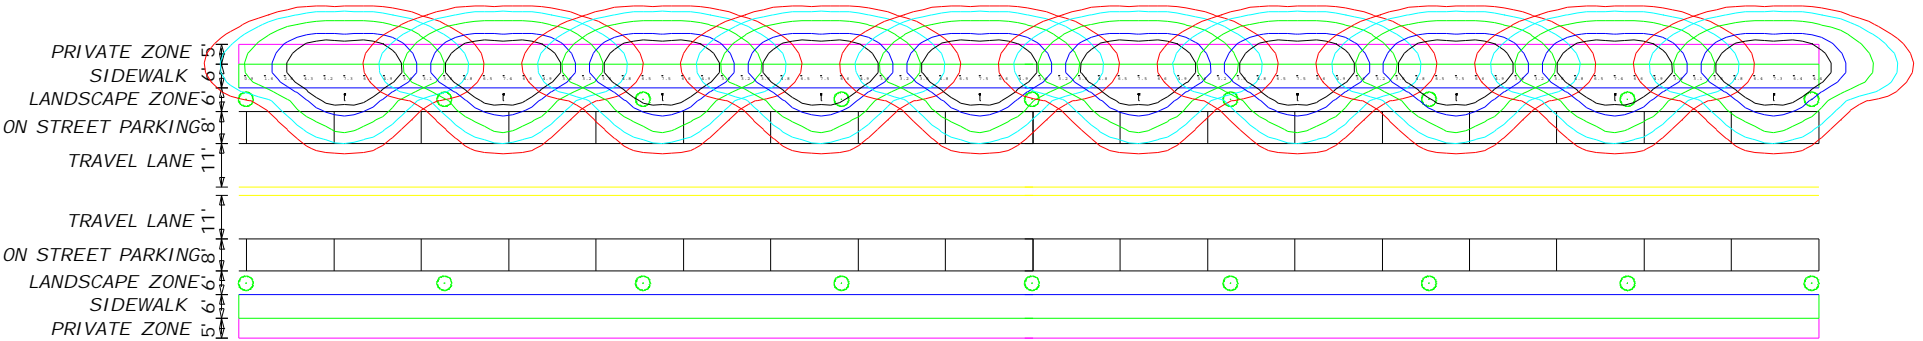 PRIVATE ZONE 5'
SIDEWALK 6'
LANDSCAPE ZONE 6'
ON STREET PARKING 8'
TRAVEL LANE 11'
TRAVEL LANE 11'
ON STREET PARKING 8'
LANDSCAPE ZONE 6'
SIDEWALK 6'
PRIVATE ZONE 5'